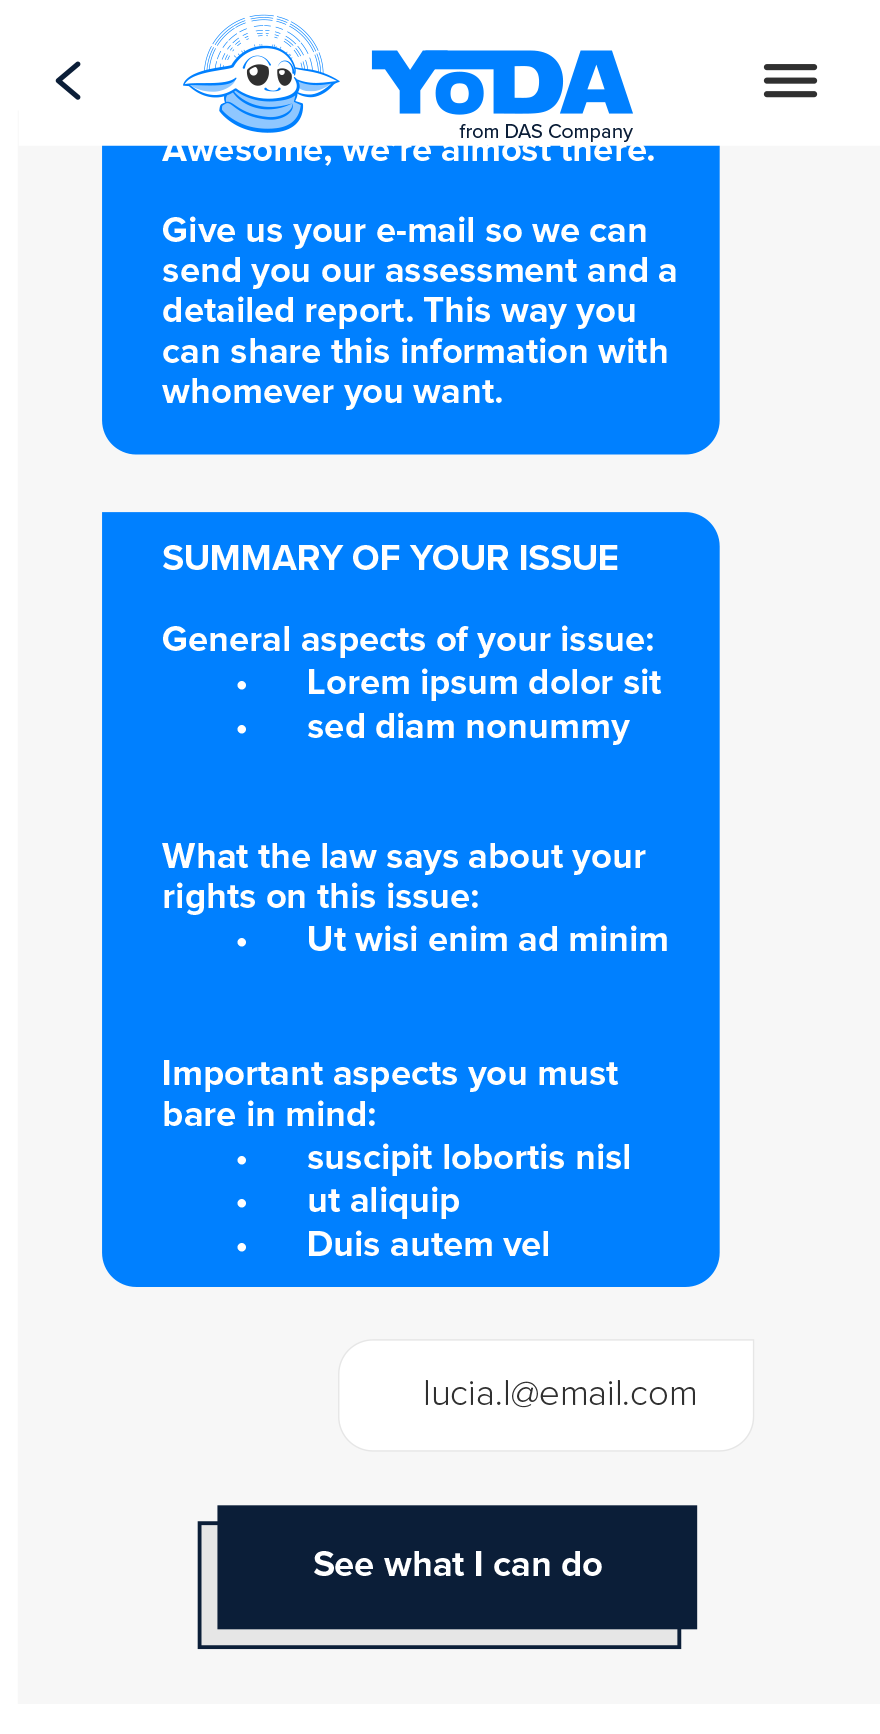 YoDA
from DAS Company
Awesome, we're almost there.
Give us your e-mail so we can
send you our assessment and a
detailed report. This way you
can share this information with
whomever you want.
SUMMARY OF YOUR ISSUE
General aspects of your issue:
• Lorem ipsum dolor sit
• sed diam nonummy
What the law says about your
rights on this issue:
• Ut wisi enim ad minim
Important aspects you must
bare in mind:
• suscipit lobortis nisl
• ut aliquip
• Duis autem vel
lucia.l@email.com
See what I can do